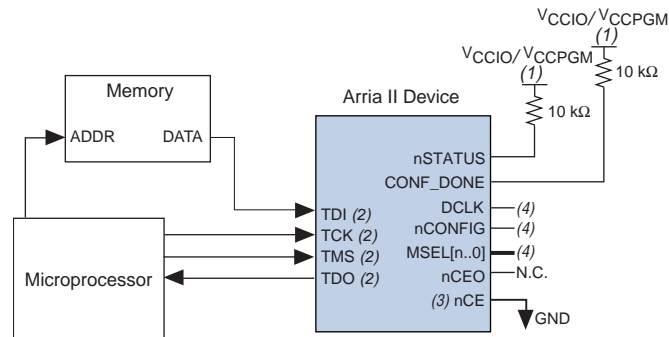 VCCIO/VCCPGM
(1)
VCCIO/VCCPGM
(1)
10 kΩ
10 kΩ
Memory
ADDR DATA
Arria II Device
nSTATUS
CONF_DONE
DCLK (4)
TDI (2)
nCONFIG (4)
TCK (2)
MSEL[n..0] (4)
TMS (2)
nCEO N.C.
TDO (2)
Microprocessor
(3) nCE
GND